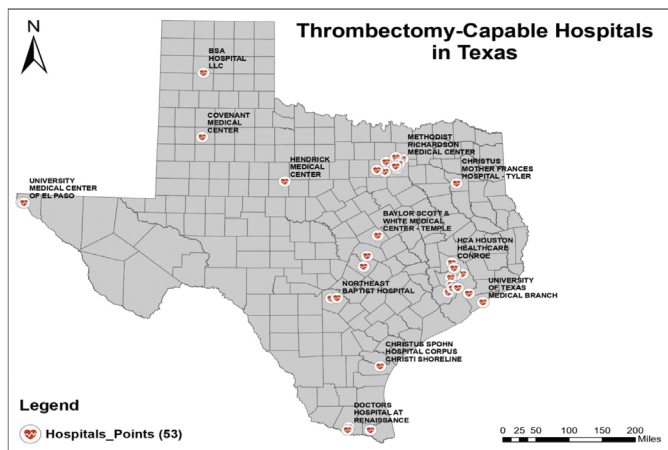 Thrombectomy-Capable Hospitals
in Texas
N
BSA
HOSPITAL
LLC
COVENANT
MEDICAL
CENTER
HENDRICK
MEDICAL
CENTER
METHODIST
RICHARDSON
MEDICAL CENTER
CHRISTUS
MOTHER FRANCES
HOSPITAL - TYLER
UNIVERSITY
MEDICAL CENTER
OF EL PASO
BAYLOR SCOTT &
WHITE MEDICAL
CENTER - TEMPLE
HCA HOUSTON
HEALTHCARE
CONROE
UNIVERSITY
OF TEXAS
MEDICAL BRANCH
NORTHEAST
BAPTIST HOSPITAL
CHRISTUS SPOHN
HOSPITAL CORPUS
CHRISTI SHORELINE
DOCTORS
HOSPITAL AT
RENAISSANCE
Legend
Hospitals_Points (53)
0 25 50 100 150 200
Miles